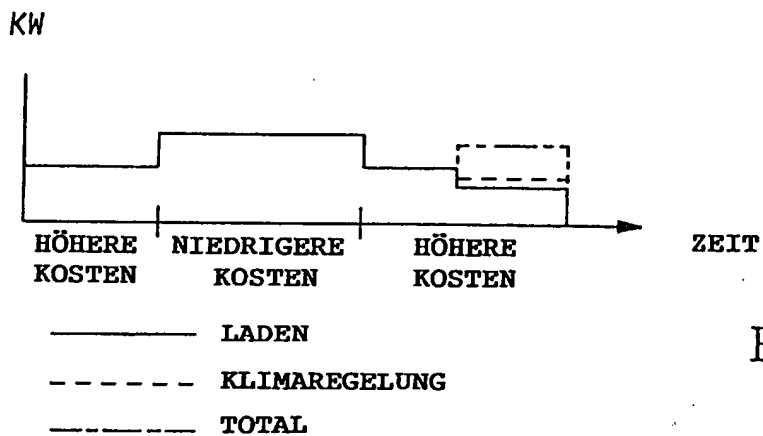 KW
HÖHERE KOSTEN
NIEDRIGERE KOSTEN
HÖHERE KOSTEN
ZEIT
LADEN
KLIMAREGELUNG
TOTAL